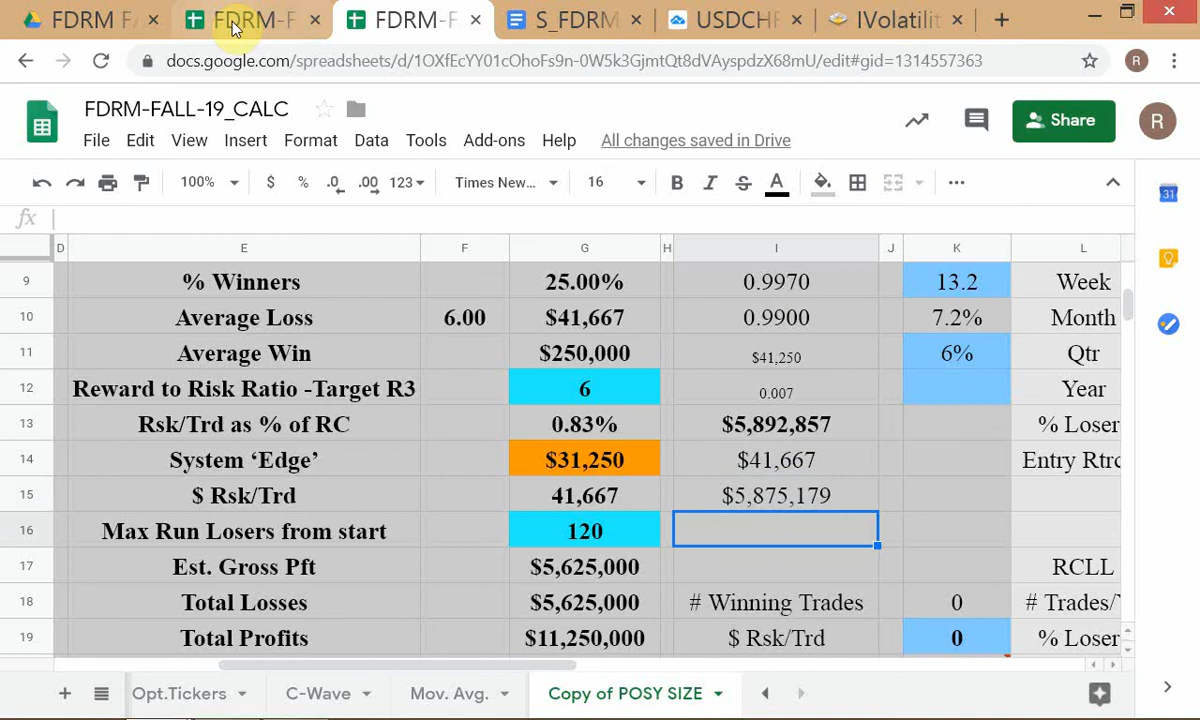 FDRM FA
FDRM-F
FDRM-F
S_FDRM
USDCHF
IVolatilit
docs.google.com/spreadsheets/d/1OXfEcYY01cOhoFs9n-0W5k3GjmtQt8dVAyspdzX68mU/edit#gid=1314557363
R
FDRM-FALL-19_CALC
Share
R
File Edit View Insert Format Data Tools Add-ons Help All changes saved in Drive
100% $ % .0 .00 123 Times New... 16 B I S A
31
fx
D E F G H I J K L
9 % Winners 25.00% 0.9970 13.2 Week
10 Average Loss 6.00 $41,667 0.9900 7.2% Month
11 Average Win $250,000 $41,250 6% Qtr
12 Reward to Risk Ratio -Target R3 6 0.007 Year
13 Rsk/Trd as % of RC 0.83% $5,892,857 % Loser
14 System ‘Edge’ $31,250 $41,667 Entry Rtrc
15 $ Rsk/Trd 41,667 $5,875,179
16 Max Run Losers from start 120
17 Est. Gross Pft $5,625,000 RCLL
18 Total Losses $5,625,000 # Winning Trades 0 # Trades/Y
19 Total Profits $11,250,000 $ Rsk/Trd 0 % Loser
Opt.Tickers C-Wave Mov. Avg. Copy of POSY SIZE